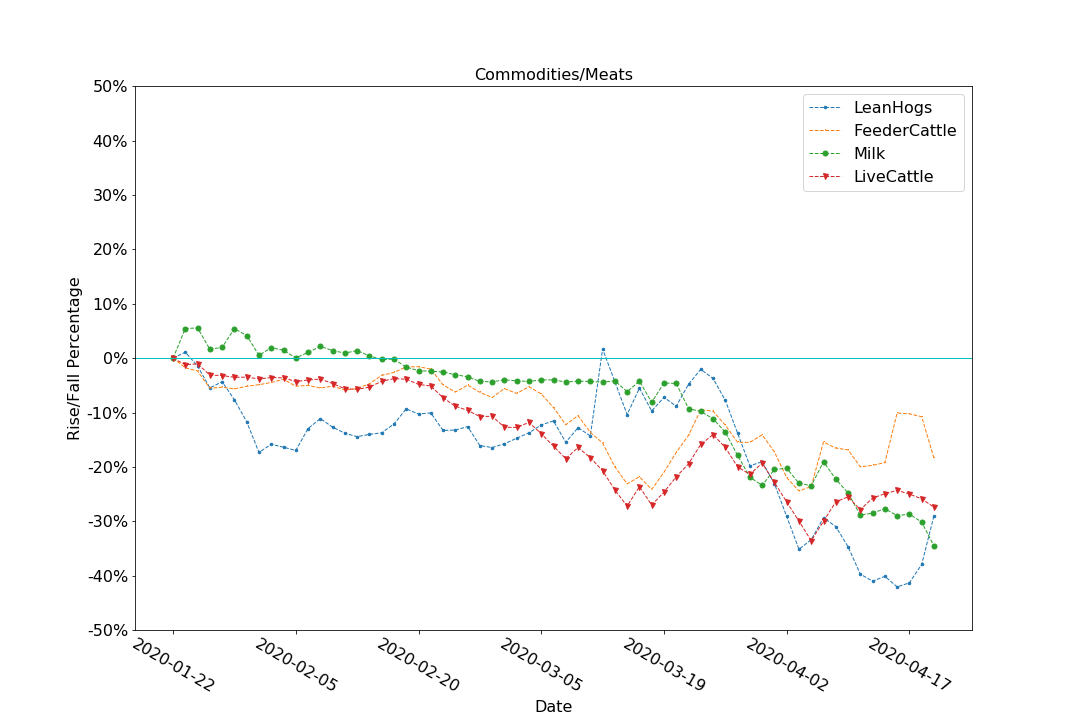 Commodities/Meats
50%
40%
30%
20%
10%
0%
-10%
-20%
-30%
-40%
-50%
Rise/Fall Percentage
LeanHogs
FeederCattle
Milk
LiveCattle
2020-01-22
2020-02-05
2020-02-20
2020-03-05
2020-03-19
2020-04-02
2020-04-17
Date